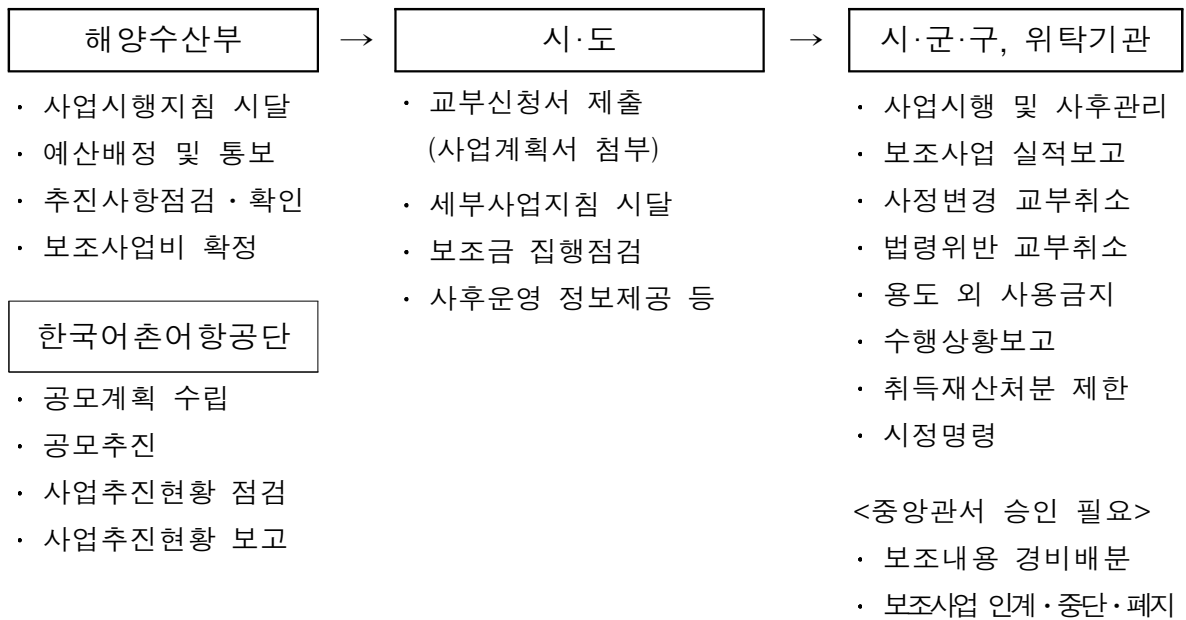 해양수산부 → 시·도 → 시·군·구, 위탁기관
· 사업시행지침 시달
· 예산배정 및 통보
· 추진사항점검·확인
· 보조사업비 확정
한국어촌어항공단
· 공모계획 수립
· 공모추진
· 사업추진현황 점검
· 사업추진현황 보고
· 교부신청서 제출
(사업계획서 첨부)
· 세부사업지침 시달
· 보조금 집행점검
· 사후운영 정보제공 등
· 사업시행 및 사후관리
· 보조사업 실적보고
· 사정변경 교부취소
· 법령위반 교부취소
· 용도 외 사용금지
· 수행상황보고
· 취득재산처분 제한
· 시정명령
<중앙관서 승인 필요>
· 보조내용 경비배분
· 보조사업 인계·중단·폐지